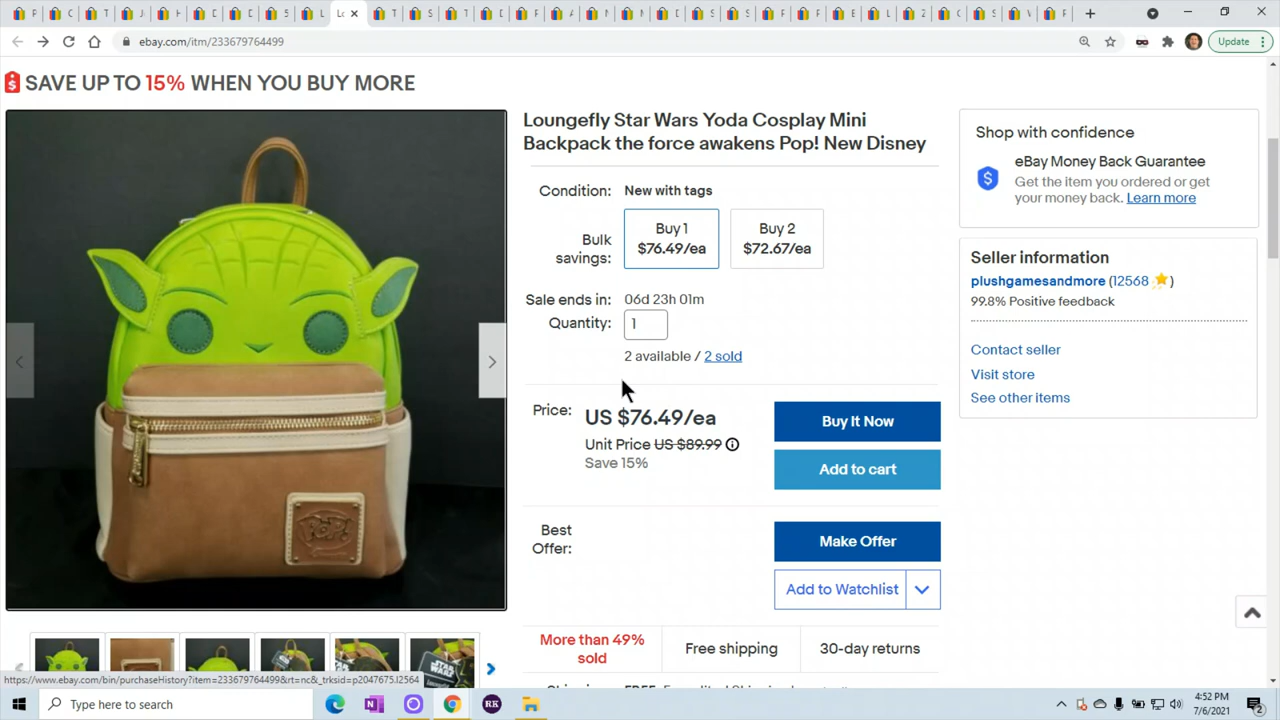 ebay.com/itm/233679764499
Update
SAVE UP TO 15% WHEN YOU BUY MORE
Loungefly Star Wars Yoda Cosplay Mini
Backpack the force awakens Pop! New Disney
Condition: New with tags
Bulk savings:
Buy 1
$76.49/ea
Buy 2
$72.67/ea
Sale ends in: 06d 23h 01m
Quantity: 1
2 available / 2 sold
Price: US $76.49/ea
Unit Price US $89.99
Save 15%
Buy It Now
Add to cart
Best Offer:
Make Offer
Add to Watchlist
More than 49% sold
Free shipping
30-day returns
Shop with confidence
eBay Money Back Guarantee
Get the item you ordered or get
your money back. Learn more
Seller information
plushgamesandmore (12568)
99.8% Positive feedback
Contact seller
Visit store
See other items
POP!
STAR WARS
https://www.ebay.com/bin/purchaseHistory?item=233679764499&rt=nc&_trksid=p2047675.l2564
Type here to search
4:52 PM
7/6/2021